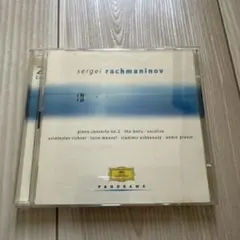 sergei rachmaninov
piano concerto no.2 · the bells · vocalise
sviatoslav richter · lorin maazel · vladimir ashkenazy · andré previn
PANORAMA